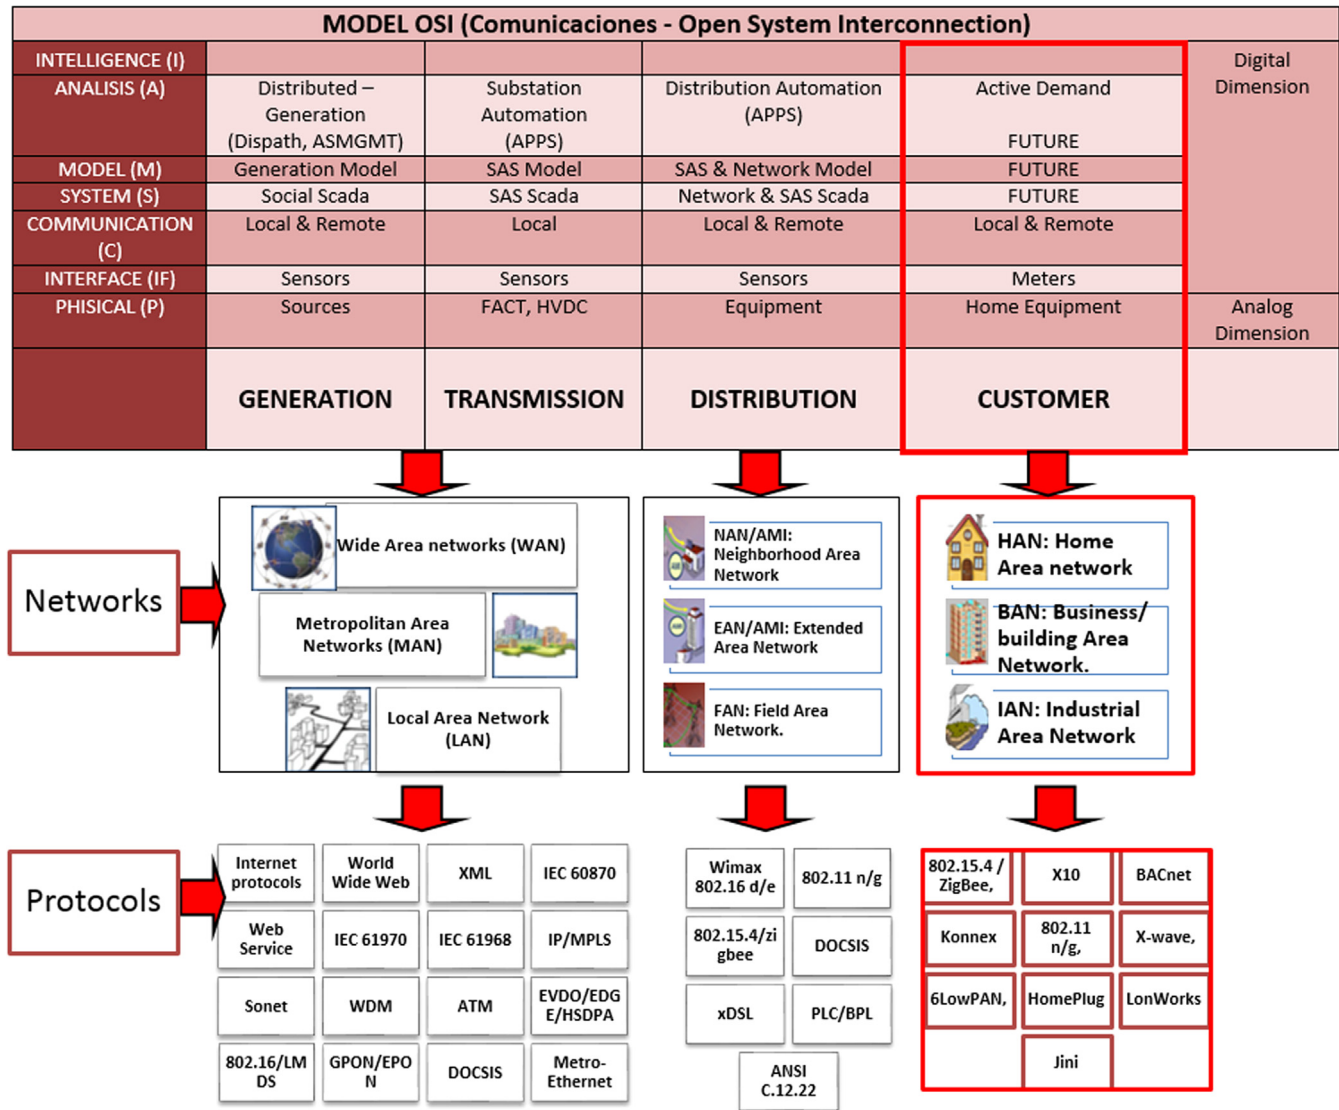 MODEL OSI (Comunicaciones - Open System Interconnection)
INTELLIGENCE (I)
Digital
Dimension
ANALISIS (A)
Distributed –
Generation
(Dispath, ASMGMT)
Substation
Automation
(APPS)
Distribution Automation
(APPS)
Active Demand
FUTURE
MODEL (M)
Generation Model
SAS Model
SAS & Network Model
FUTURE
SYSTEM (S)
Social Scada
SAS Scada
Network & SAS Scada
FUTURE
COMMUNICATION
(C)
Local & Remote
Local
Local & Remote
Local & Remote
INTERFACE (IF)
Sensors
Sensors
Sensors
Meters
PHISICAL (P)
Sources
FACT, HVDC
Equipment
Home Equipment
Analog
Dimension
GENERATION
TRANSMISSION
DISTRIBUTION
CUSTOMER
Networks
Wide Area networks (WAN)
Metropolitan Area
Networks (MAN)
Local Area Network
(LAN)
NAN/AMI:
Neighborhood Area
Network
EAN/AMI: Extended
Area Network
FAN: Field Area
Network.
HAN: Home
Area network
BAN: Business/
building Area
Network.
IAN: Industrial
Area Network
Protocols
Internet
protocols
World
Wide Web
XML
IEC 60870
Web
Service
IEC 61970
IEC 61968
IP/MPLS
Sonet
WDM
ATM
EVDO/EDG
E/HSDPA
802.16/LM
DS
GPON/EPO
N
DOCSIS
Metro-
Ethernet
Wimax
802.16 d/e
802.11 n/g
802.15.4/zi
gbee
DOCSIS
xDSL
PLC/BPL
ANSI
C.12.22
802.15.4 /
ZigBee,
X10
BACnet
Konnex
802.11
n/g,
X-wave,
6LowPAN,
HomePlug
LonWorks
Jini